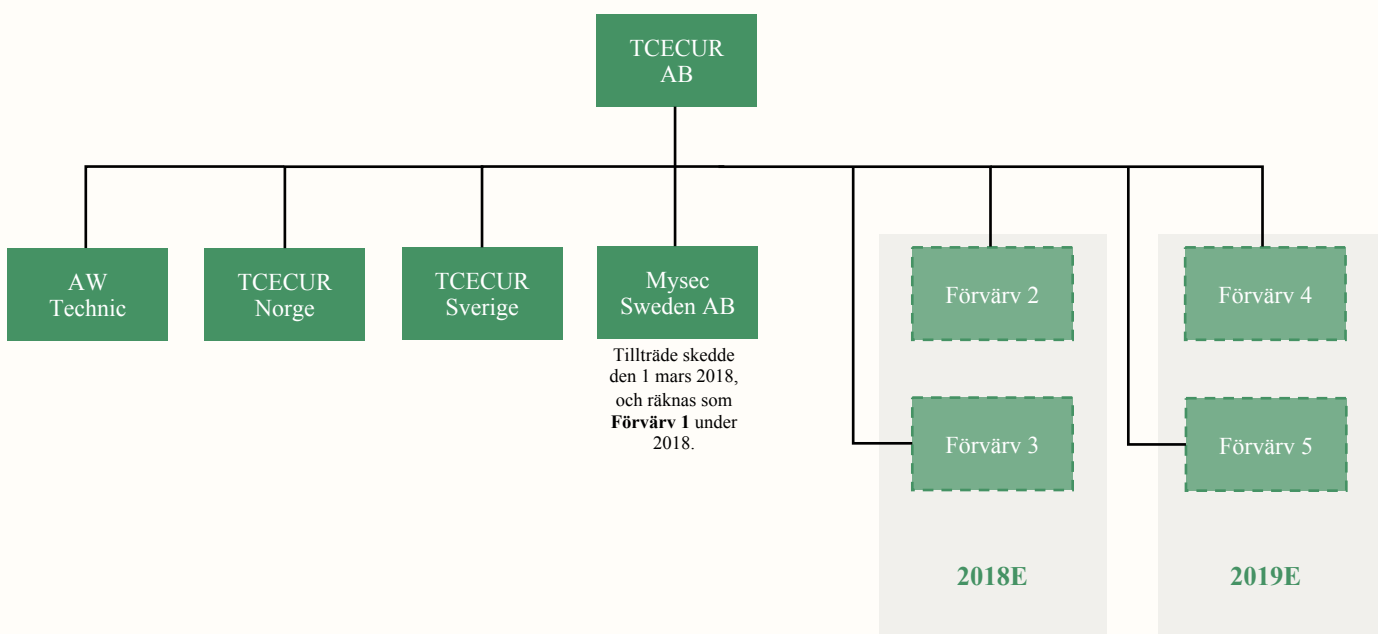 TCECUR
AB
AW
Technic
TCECUR
Norge
TCECUR
Sverige
Mysec
Sweden AB
Tillträde skedde
den 1 mars 2018,
och räknas som
Förvärv 1 under
2018.
Förvärv 2
Förvärv 3
2018E
Förvärv 4
Förvärv 5
2019E